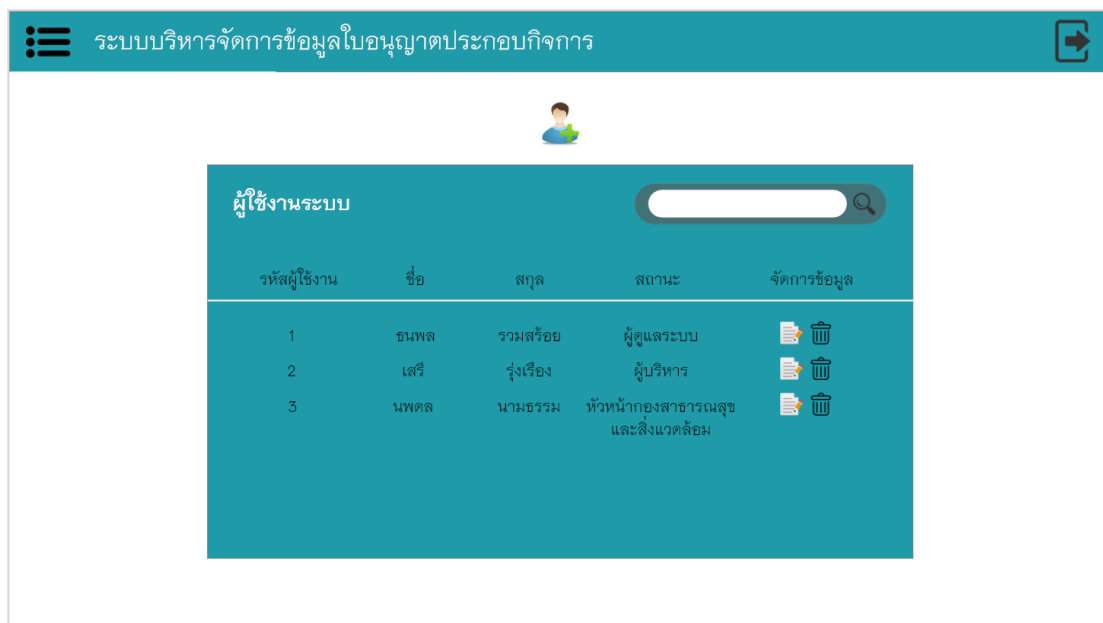 ระบบบริหารจัดการข้อมูลใบอนุญาตประกอบกิจการ
ผู้ใช้งานระบบ
รหัสผู้ใช้งาน ชื่อ สกุล สถานะ จัดการข้อมูล
1 ธนพล รวมสร้อย ผู้ดูแลระบบ
2 เสรี รุ่งเรือง ผู้บริหาร
3 นพดล นามธรรม หัวหน้ากองสาธารณสุข
และสิ่งแวดล้อม